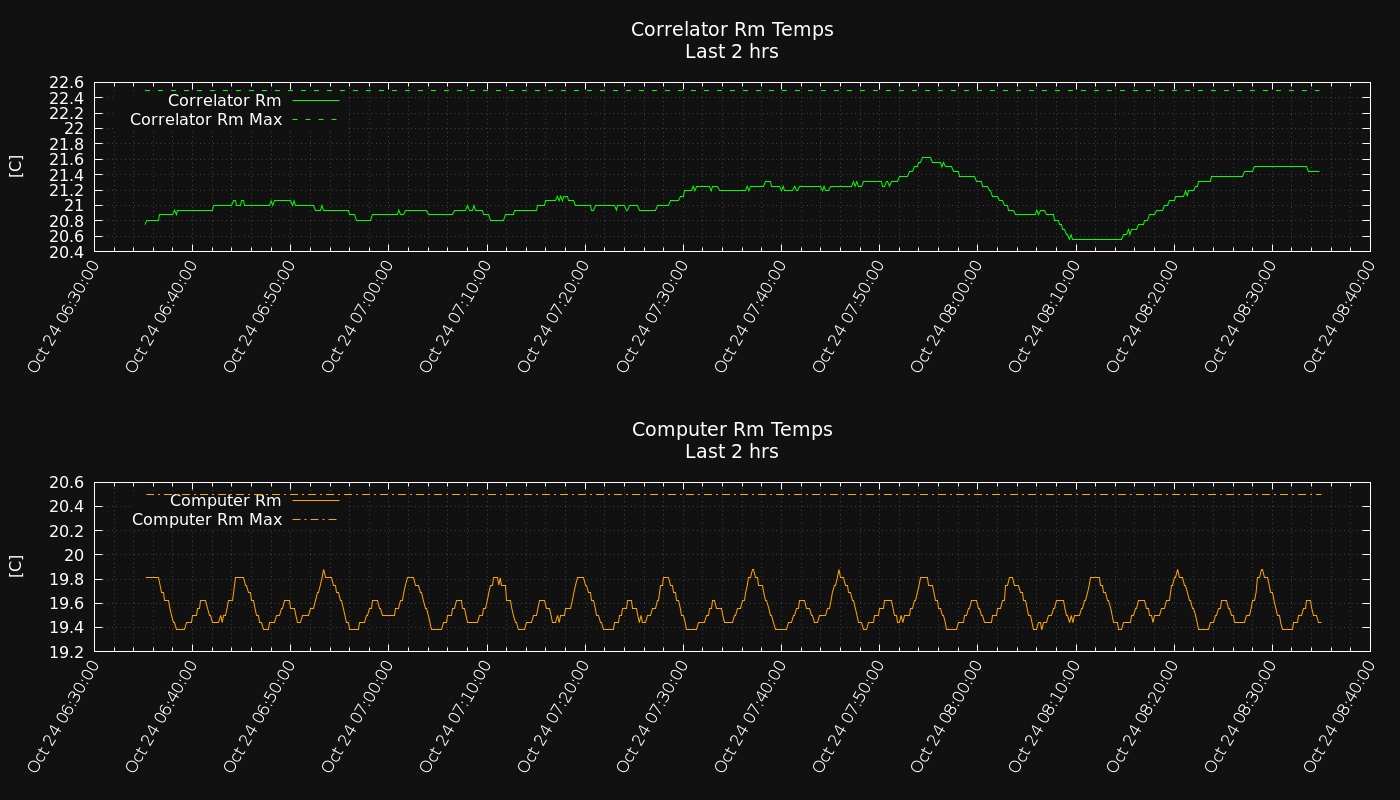 Correlator Rm Temps
Last 2 hrs
22.6
22.4
22.2
22
21.8
21.6
21.4
21.2
21
20.8
20.6
20.4
[C]
Correlator Rm
Correlator Rm Max
Oct 24 06:30:00
Oct 24 06:40:00
Oct 24 06:50:00
Oct 24 07:00:00
Oct 24 07:10:00
Oct 24 07:20:00
Oct 24 07:30:00
Oct 24 07:40:00
Oct 24 07:50:00
Oct 24 08:00:00
Oct 24 08:10:00
Oct 24 08:20:00
Oct 24 08:30:00
Oct 24 08:40:00
Computer Rm Temps
Last 2 hrs
20.6
20.4
20.2
20
19.8
19.6
19.4
19.2
[C]
Computer Rm
Computer Rm Max
Oct 24 06:30:00
Oct 24 06:40:00
Oct 24 06:50:00
Oct 24 07:00:00
Oct 24 07:10:00
Oct 24 07:20:00
Oct 24 07:30:00
Oct 24 07:40:00
Oct 24 07:50:00
Oct 24 08:00:00
Oct 24 08:10:00
Oct 24 08:20:00
Oct 24 08:30:00
Oct 24 08:40:00